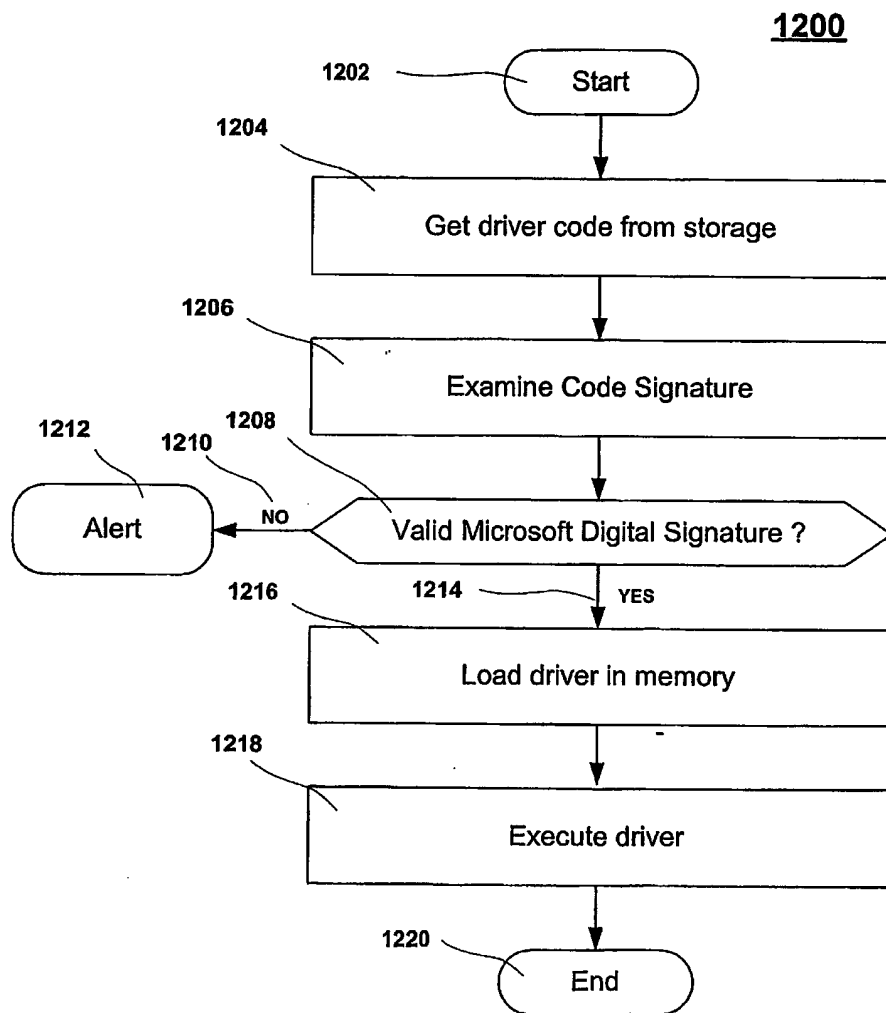 1200
1202
Start
1204
Get driver code from storage
1206
Examine Code Signature
1208
1212
1210
NO
Alert
Valid Microsoft Digital Signature ?
1214
YES
1216
Load driver in memory
1218
Execute driver
1220
End